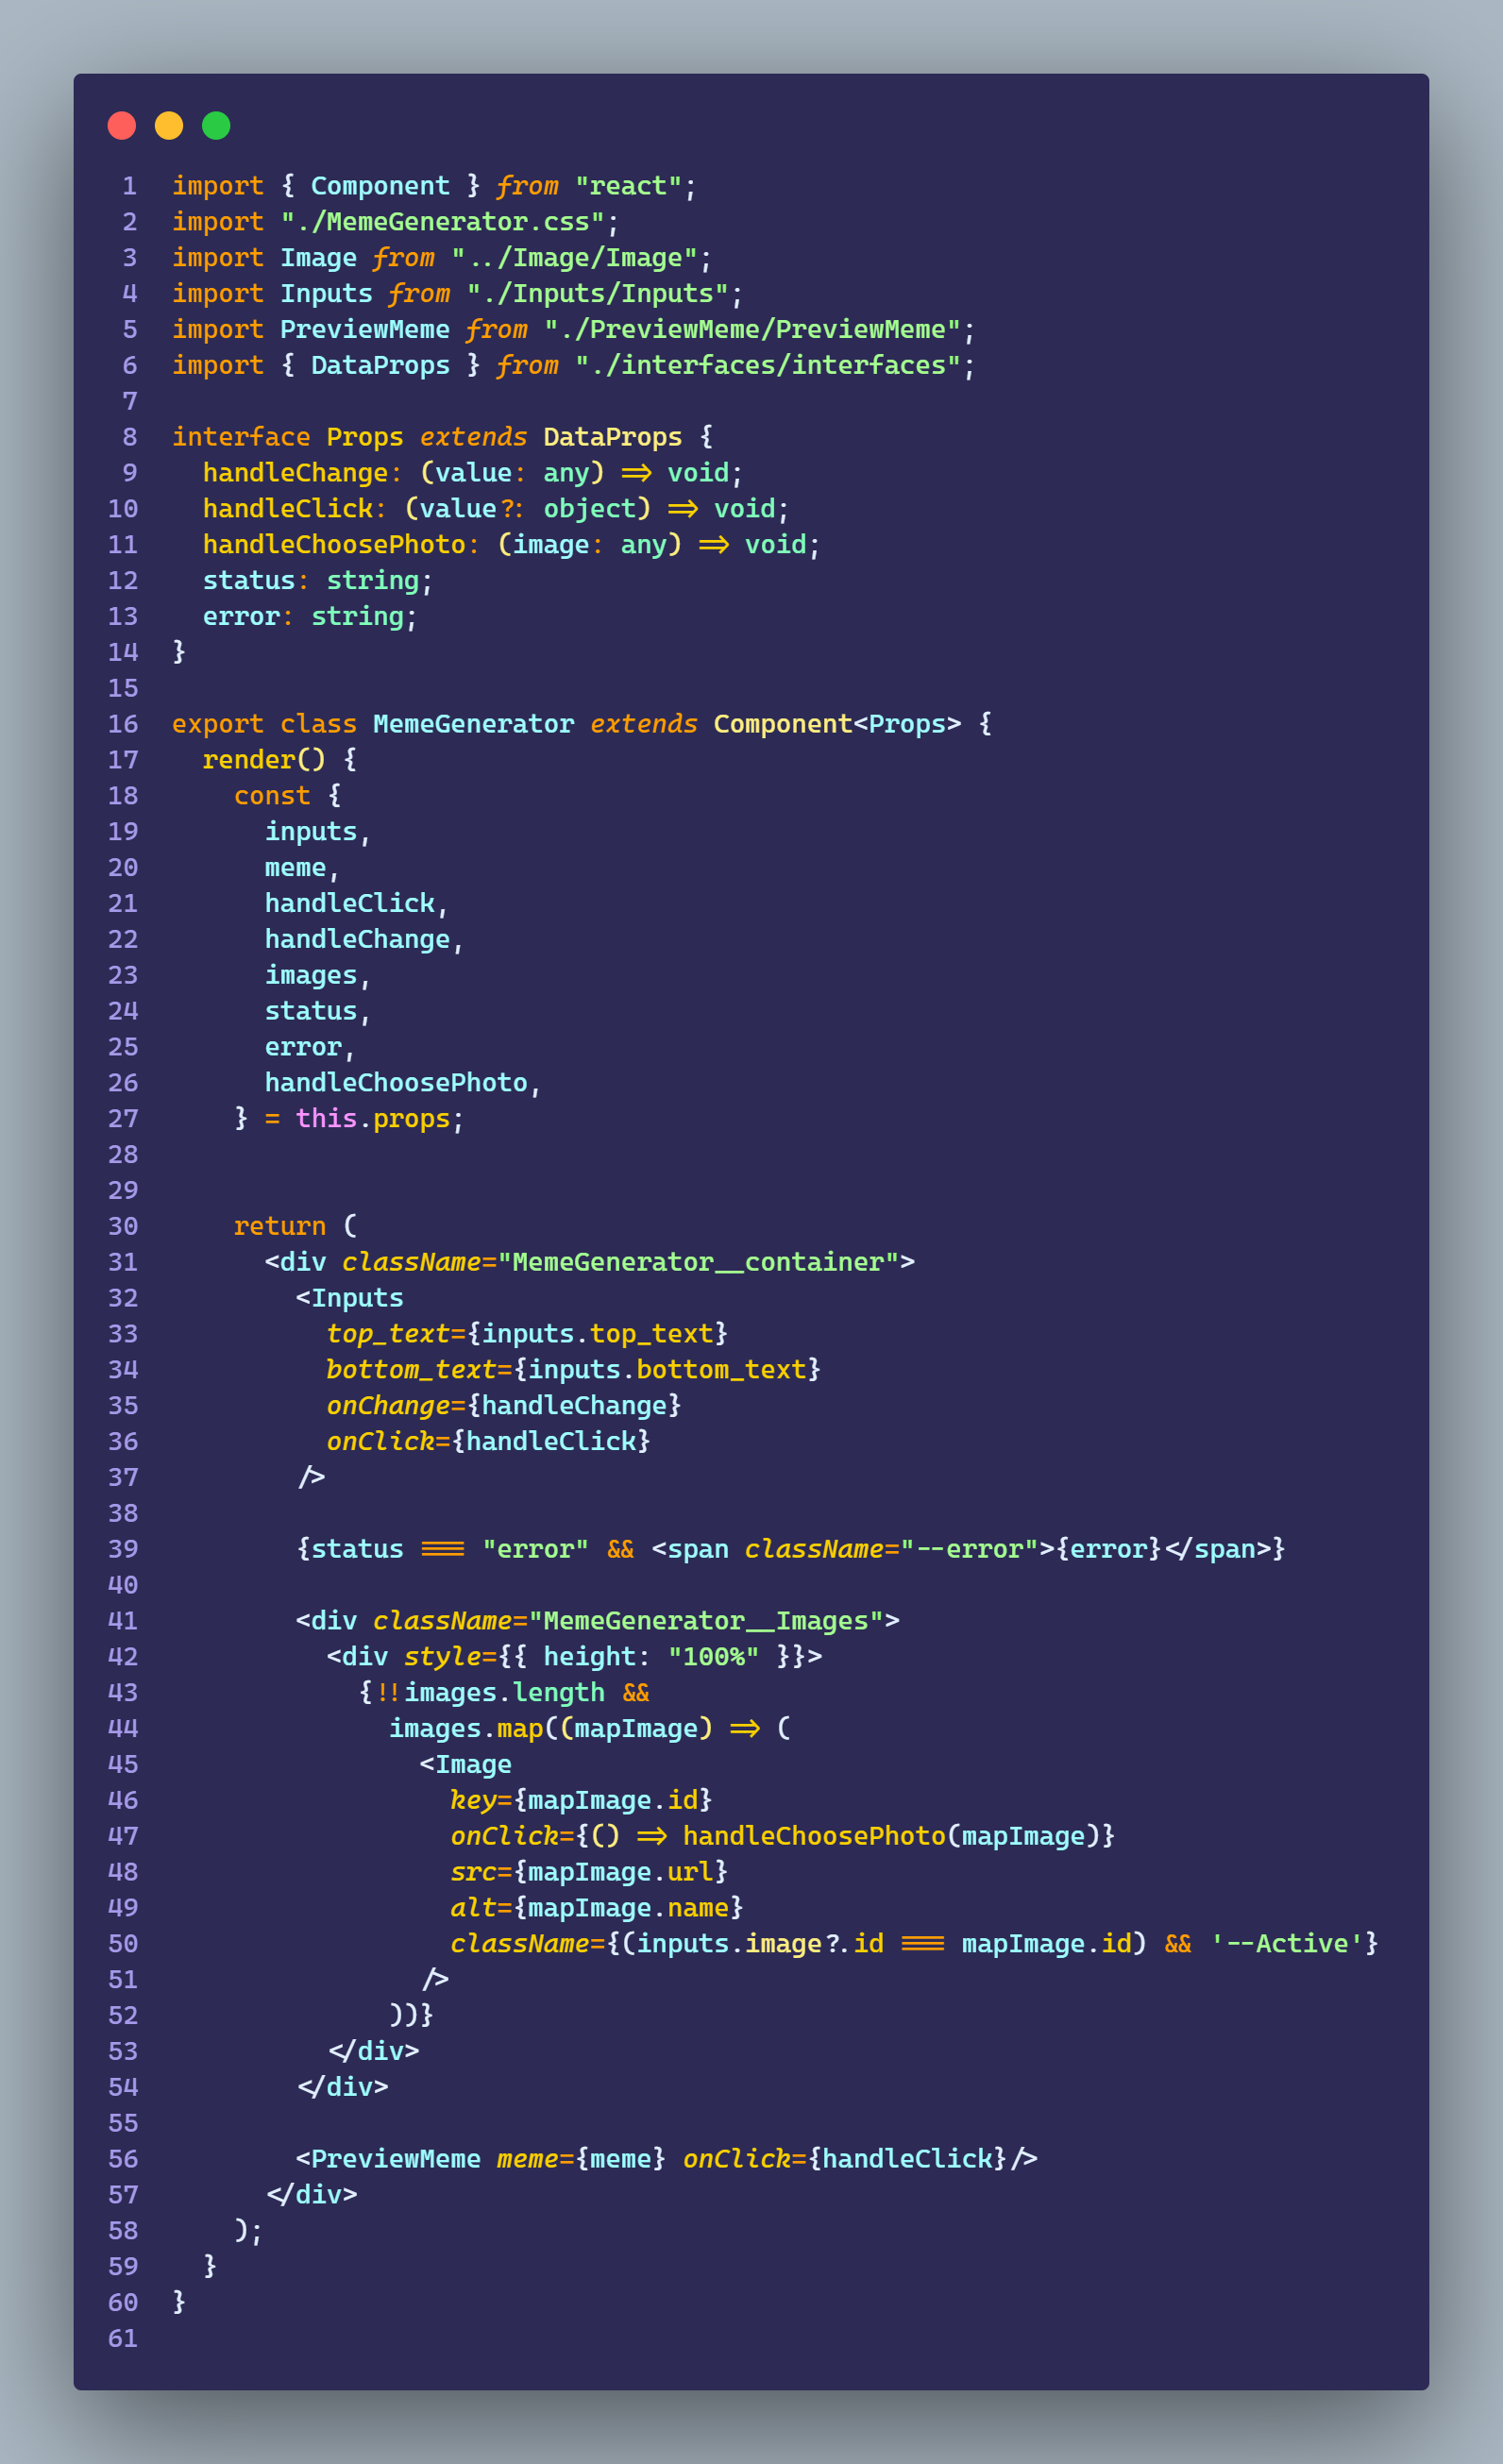 1 import { Component } from "react";
2 import "./MemeGenerator.css";
3 import Image from "../Image/Image";
4 import Inputs from "./Inputs/Inputs";
5 import PreviewMeme from "./PreviewMeme/PreviewMeme";
6 import { DataProps } from "./interfaces/interfaces";
7
8 interface Props extends DataProps {
9   handleChange: (value: any) => void;
10   handleClick: (value?: object) => void;
11   handleChoosePhoto: (image: any) => void;
12   status: string;
13   error: string;
14 }
15
16 export class MemeGenerator extends Component<Props> {
17   render() {
18     const {
19       inputs,
20       meme,
21       handleClick,
22       handleChange,
23       images,
24       status,
25       error,
26       handleChoosePhoto,
27     } = this.props;
28
29
30     return (
31       <div className="MemeGenerator__container">
32         <Inputs
33           top_text={inputs.top_text}
34           bottom_text={inputs.bottom_text}
35           onChange={handleChange}
36           onClick={handleClick}
37         />
38
39         {status === "error" && <span className="--error">{error}</span>}
40
41         <div className="MemeGenerator__Images">
42           <div style={{ height: "100%" }}>
43             {!!images.length &&
44               images.map((mapImage) => (
45                 <Image
46                   key={mapImage.id}
47                   onClick={() => handleChoosePhoto(mapImage)}
48                   src={mapImage.url}
49                   alt={mapImage.name}
50                   className={(inputs.image?.id === mapImage.id) && '--Active'}
51                 />
52               ))}
53           </div>
54         </div>
55
56         <PreviewMeme meme={meme} onClick={handleClick}/>
57       </div>
58     );
59   }
60 }
61